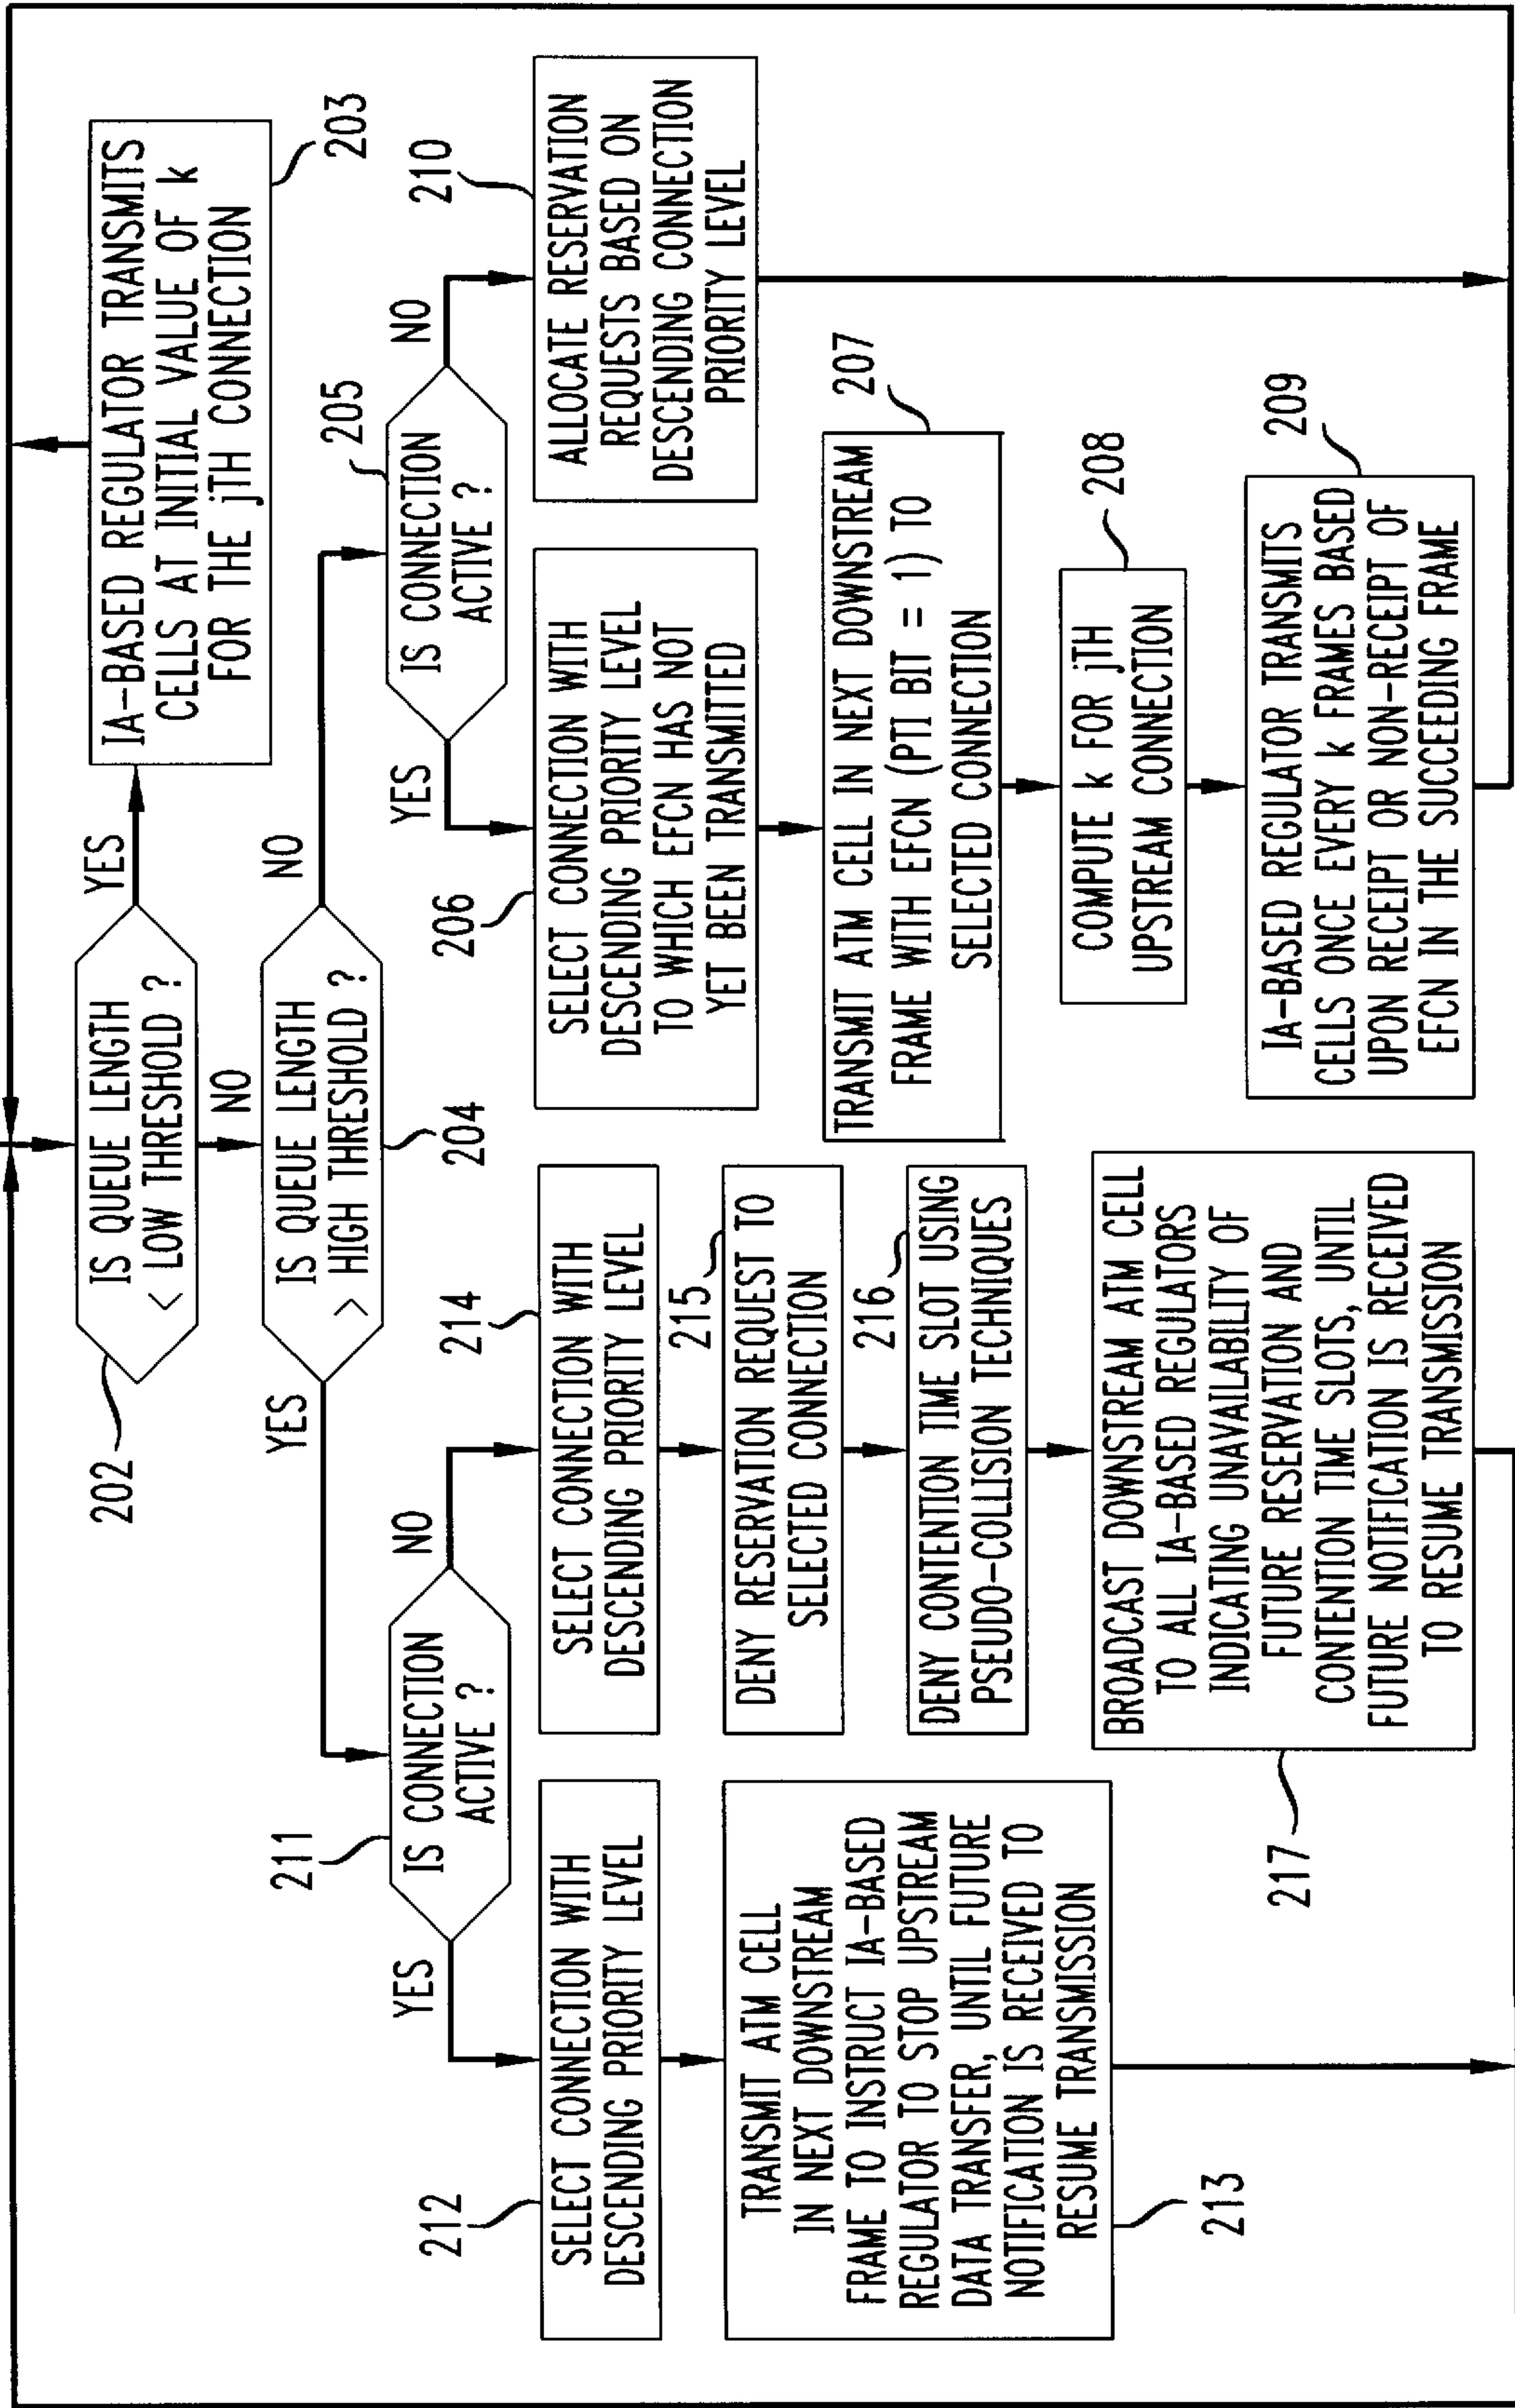 IS QUEUE LENGTH
< LOW THRESHOLD ?
202
YES
NO
IA-BASED REGULATOR TRANSMITS
CELLS AT INITIAL VALUE OF k
FOR THE jTH CONNECTION
203
IS QUEUE LENGTH
> HIGH THRESHOLD ?
204
YES
NO
IS CONNECTION
ACTIVE ?
211
YES
NO
IS CONNECTION
ACTIVE ?
205
YES
NO
SELECT CONNECTION WITH
DESCENDING PRIORITY LEVEL
212
TRANSMIT ATM CELL
IN NEXT DOWNSTREAM
FRAME TO INSTRUCT IA-BASED
REGULATOR TO STOP UPSTREAM
DATA TRANSFER, UNTIL FUTURE
NOTIFICATION IS RECEIVED TO
RESUME TRANSMISSION
213
SELECT CONNECTION WITH
DESCENDING PRIORITY LEVEL
214
DENY RESERVATION REQUEST TO
SELECTED CONNECTION
215
DENY CONTENTION TIME SLOT USING
PSEUDO-COLLISION TECHNIQUES
216
BROADCAST DOWNSTREAM ATM CELL
TO ALL IA-BASED REGULATORS
INDICATING UNAVAILABILITY OF
FUTURE RESERVATION AND
CONTENTION TIME SLOTS, UNTIL
FUTURE NOTIFICATION IS RECEIVED
TO RESUME TRANSMISSION
217
SELECT CONNECTION WITH
DESCENDING PRIORITY LEVEL
TO WHICH EFCN HAS NOT
YET BEEN TRANSMITTED
206
TRANSMIT ATM CELL IN NEXT DOWNSTREAM
FRAME WITH EFCN (PTI BIT = 1) TO
SELECTED CONNECTION
207
COMPUTE k FOR jTH
UPSTREAM CONNECTION
208
IA-BASED REGULATOR TRANSMITS
CELLS ONCE EVERY k FRAMES BASED
UPON RECEIPT OR NON-RECEIPT OF
EFCN IN THE SUCCEEDING FRAME
209
ALLOCATE RESERVATION
REQUESTS BASED ON
DESCENDING CONNECTION
PRIORITY LEVEL
210